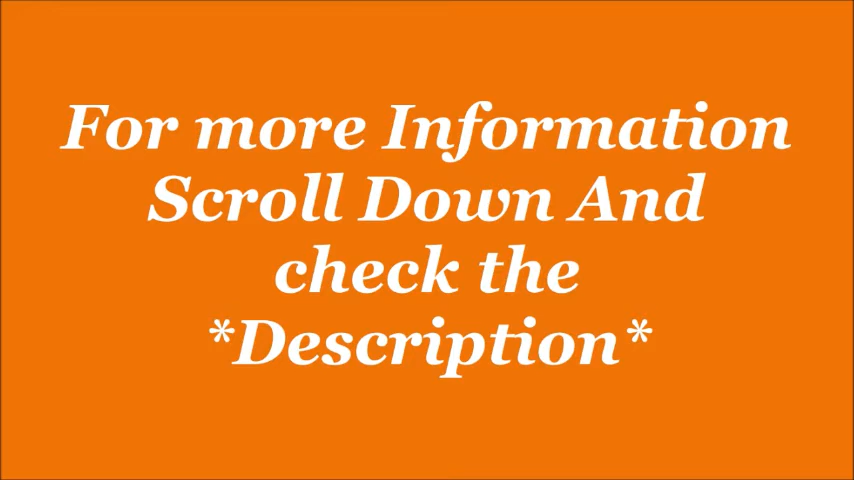 For more Information
Scroll Down And
check the
*Description*